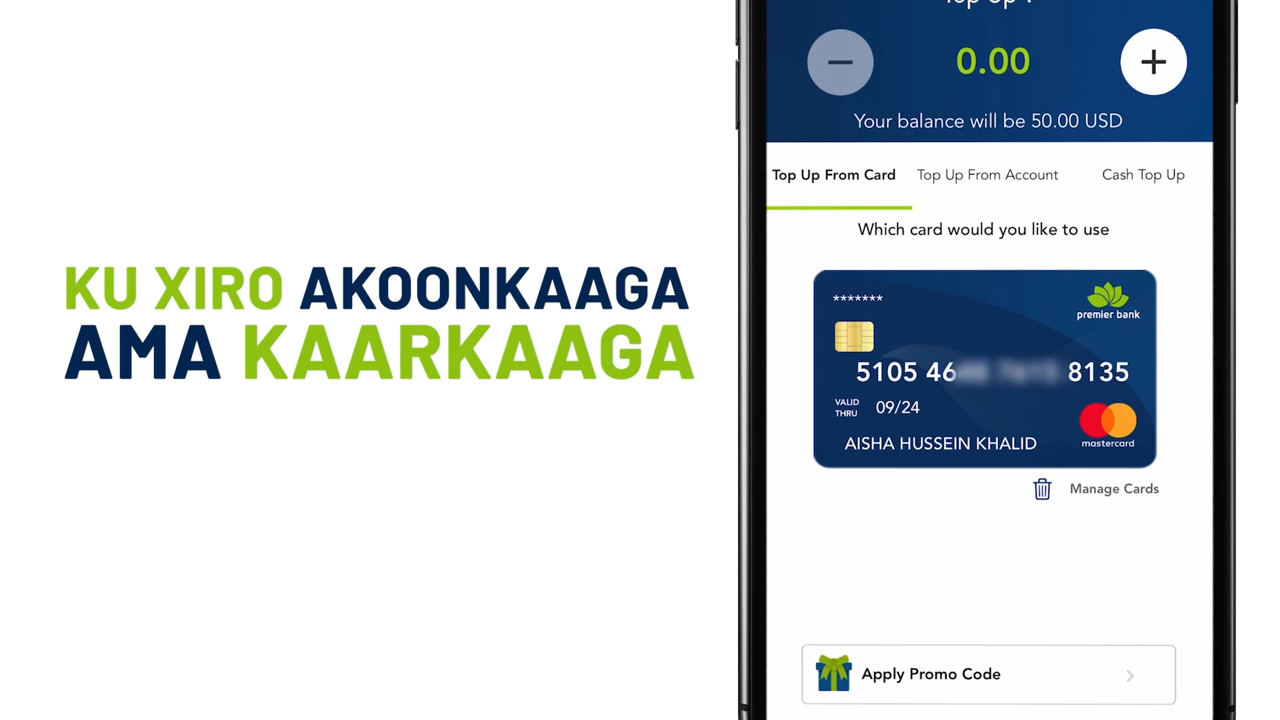 KU XIRO AKOONKAAGA
AMA KAARKAAGA
0.00
Your balance will be 50.00 USD
Top Up From Card
Top Up From Account
Cash Top Up
Which card would you like to use
*******
premier bank
5105 46 8135
VALID
THRU
09/24
AISHA HUSSEIN KHALID
mastercard
Manage Cards
Apply Promo Code